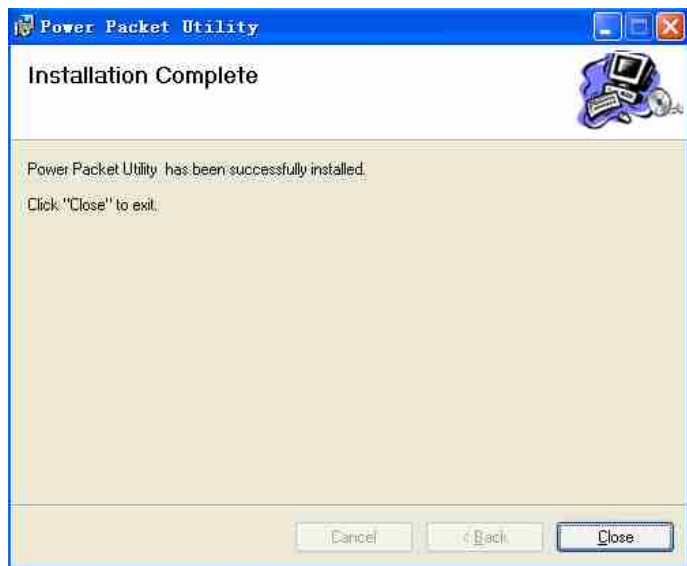 Power Packet Utility
Installation Complete
Power Packet Utility has been successfully installed.
Click "Close" to exit.
Cancel
< Back
Close